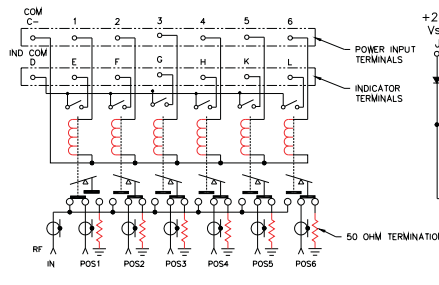 COM
C- 1 2 3 4 5 6
POWER INPUT
TERMINALS
IND COM
D E F G H K L
INDICATOR
TERMINALS
+2
Vs
50 OHM TERMINATION
RF
IN POS1 POS2 POS3 POS4 POS5 POS6